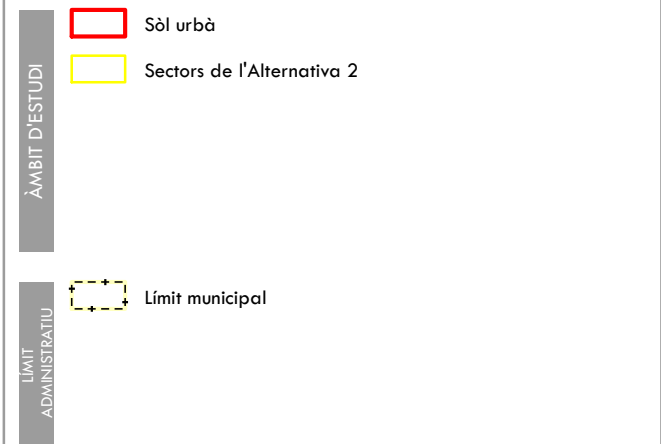 ÀMBIT D'ESTUDI
Sòl urbà
Sectors de l'Alternativa 2
LÍMIT
ADMINISTRATIU
Límit municipal